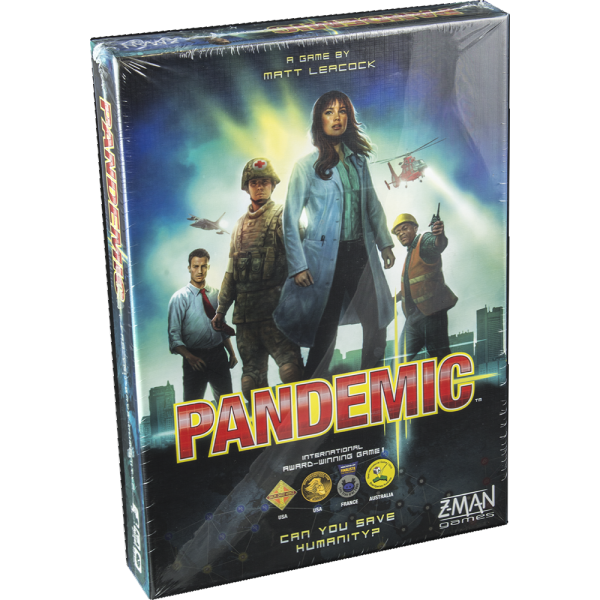 A GAME BY
MATT LEACOCK
PANDEMIC
PANDEMIC™
INTERNATIONAL
AWARD-WINNING GAME!
USA
USA
FRANCE
AUSTRALIA
CAN YOU SAVE
HUMANITY?
Z-MAN
games